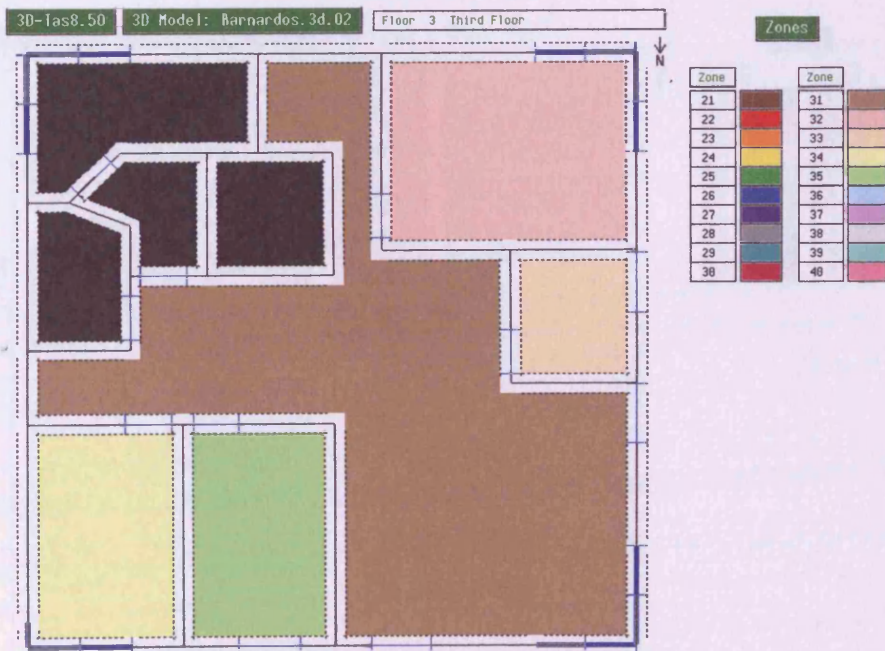 3D-Tas8.50 3D Model: Barnardos.3d.02 Floor 3 Third Floor
Zones
N
Zone Zone
21 31
22 32
23 33
24 34
25 35
26 36
27 37
28 38
29 39
30 40